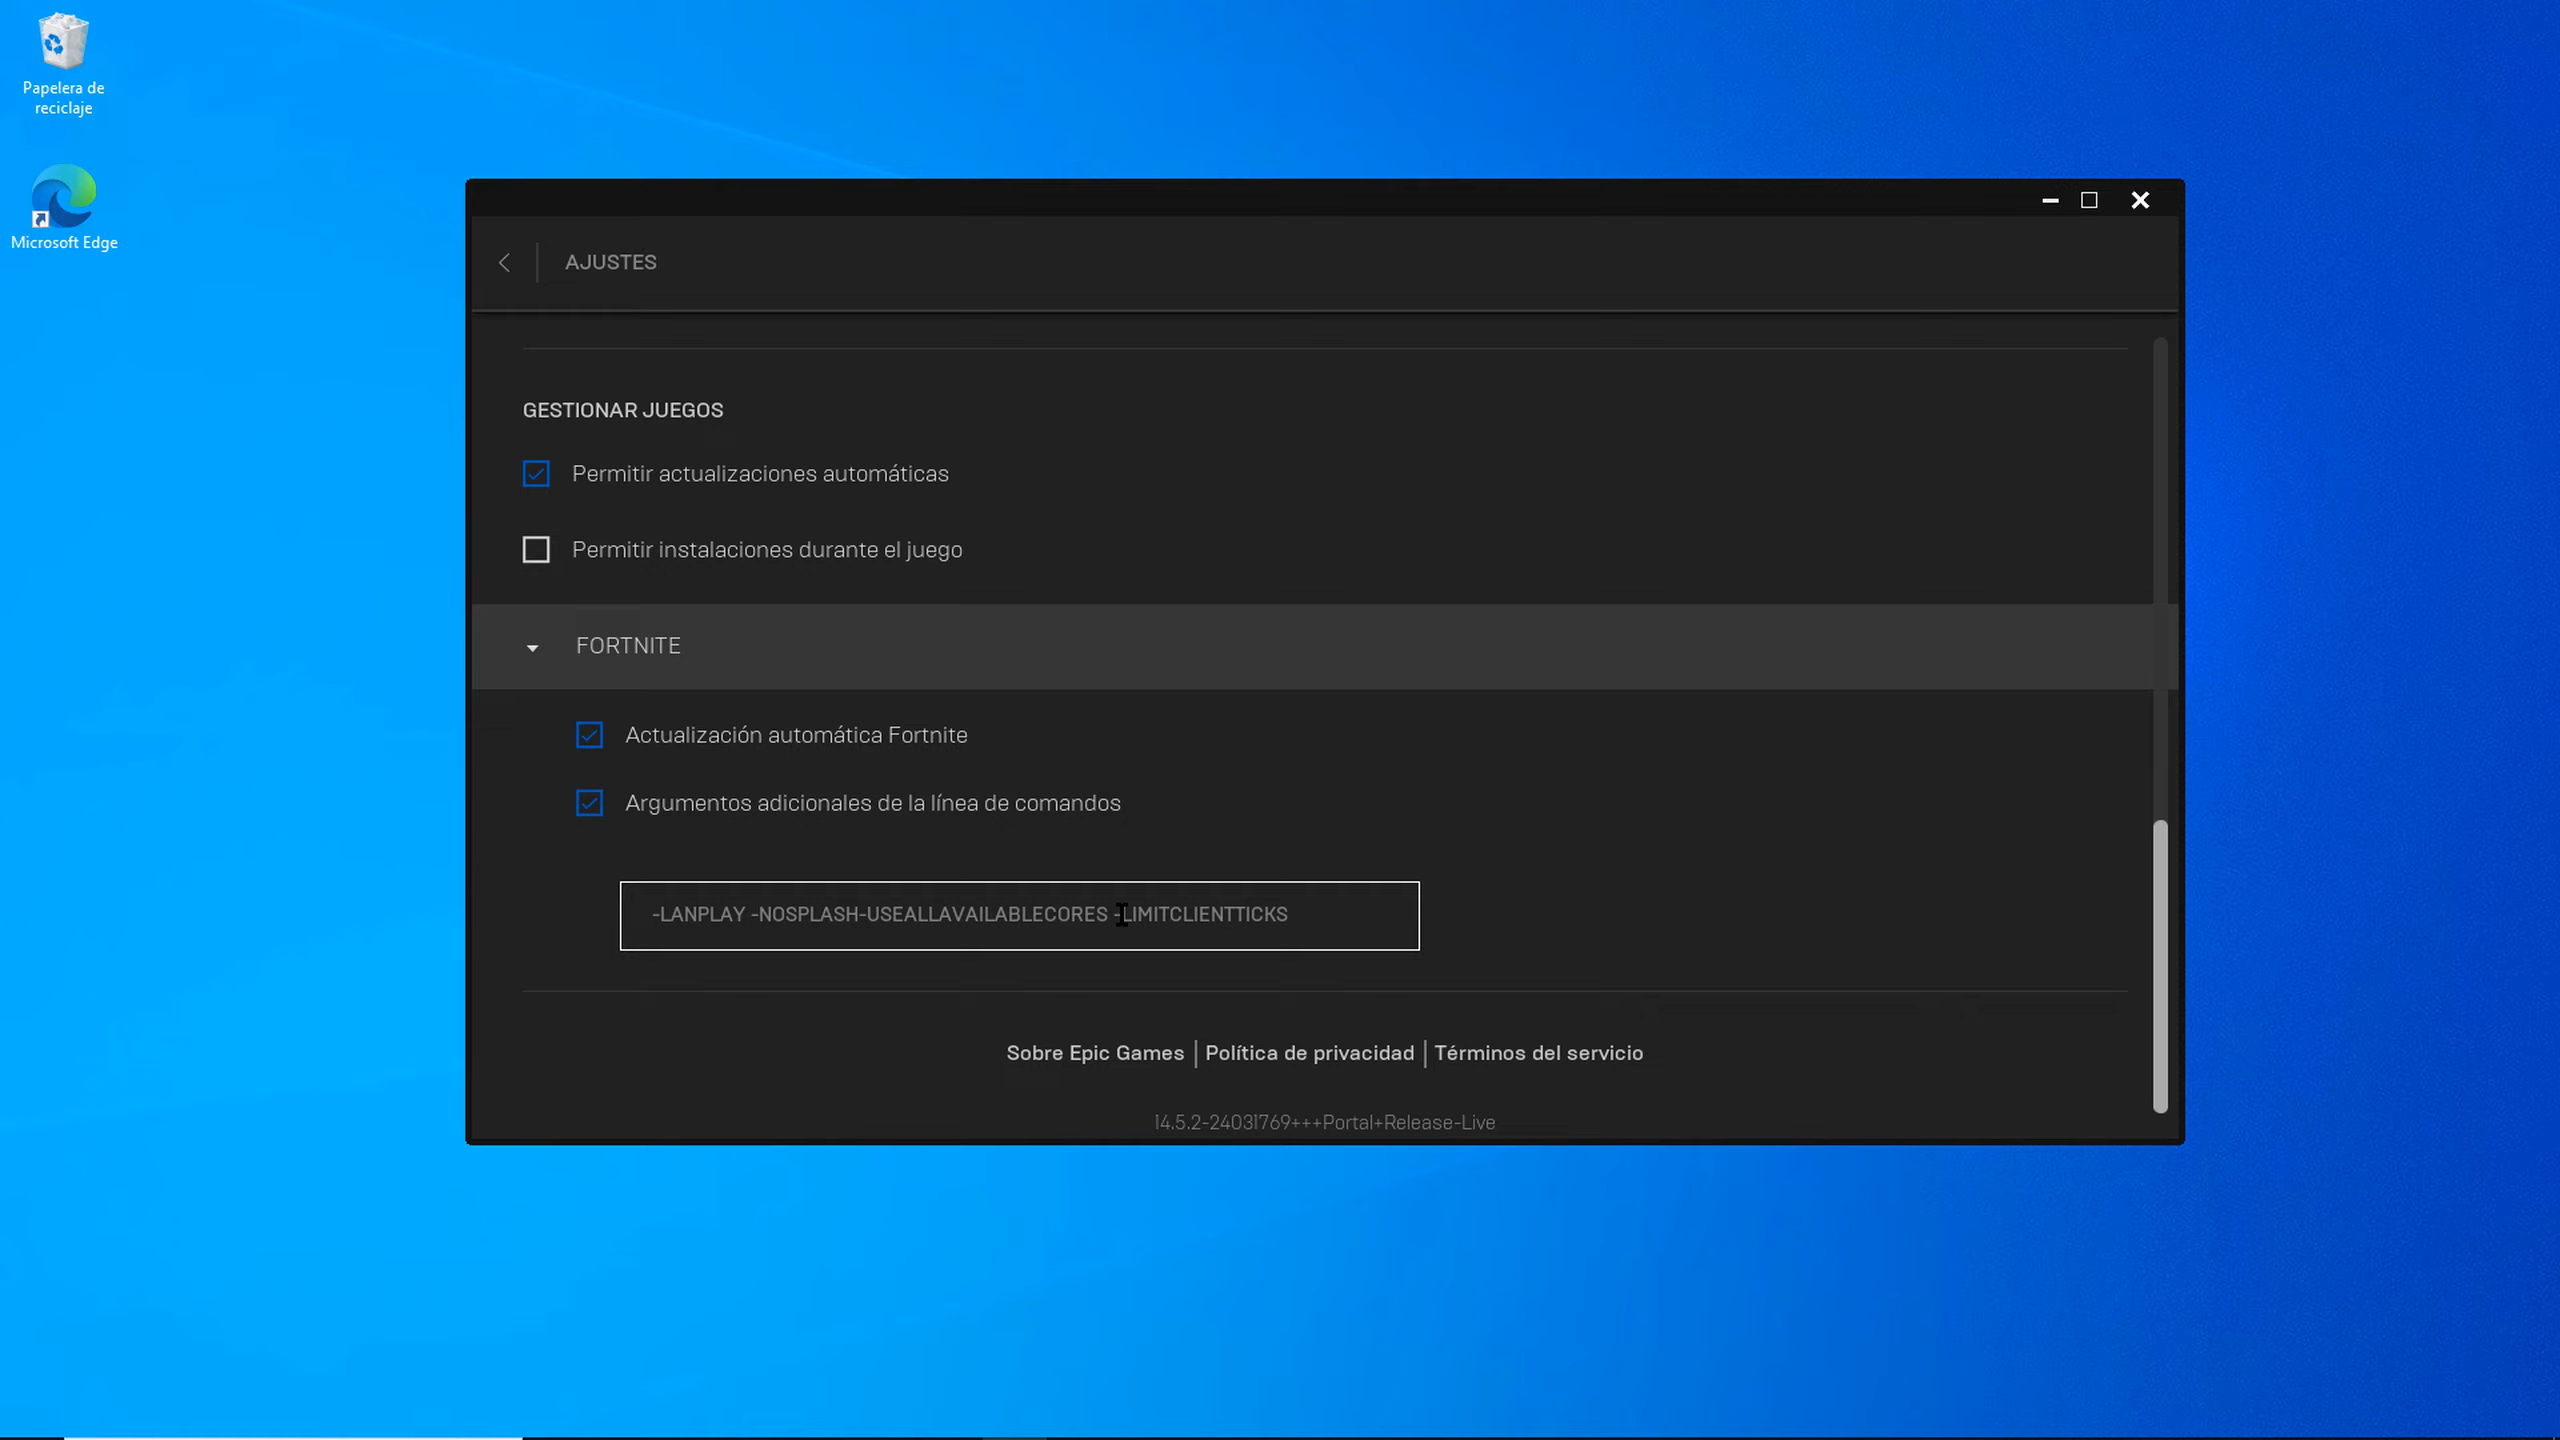 Papelera de
reciclaje
Microsoft Edge
AJUSTES
GESTIONAR JUEGOS
Permitir actualizaciones automáticas
Permitir instalaciones durante el juego
FORTNITE
Actualización automática Fortnite
Argumentos adicionales de la línea de comandos
-LANPLAY -NOSPLASH-USEALLAVAILABLECORES -LIMITCLIENTTICKS
Sobre Epic Games | Política de privacidad | Términos del servicio
14.5.2-24031769+++Portal+Release-Live